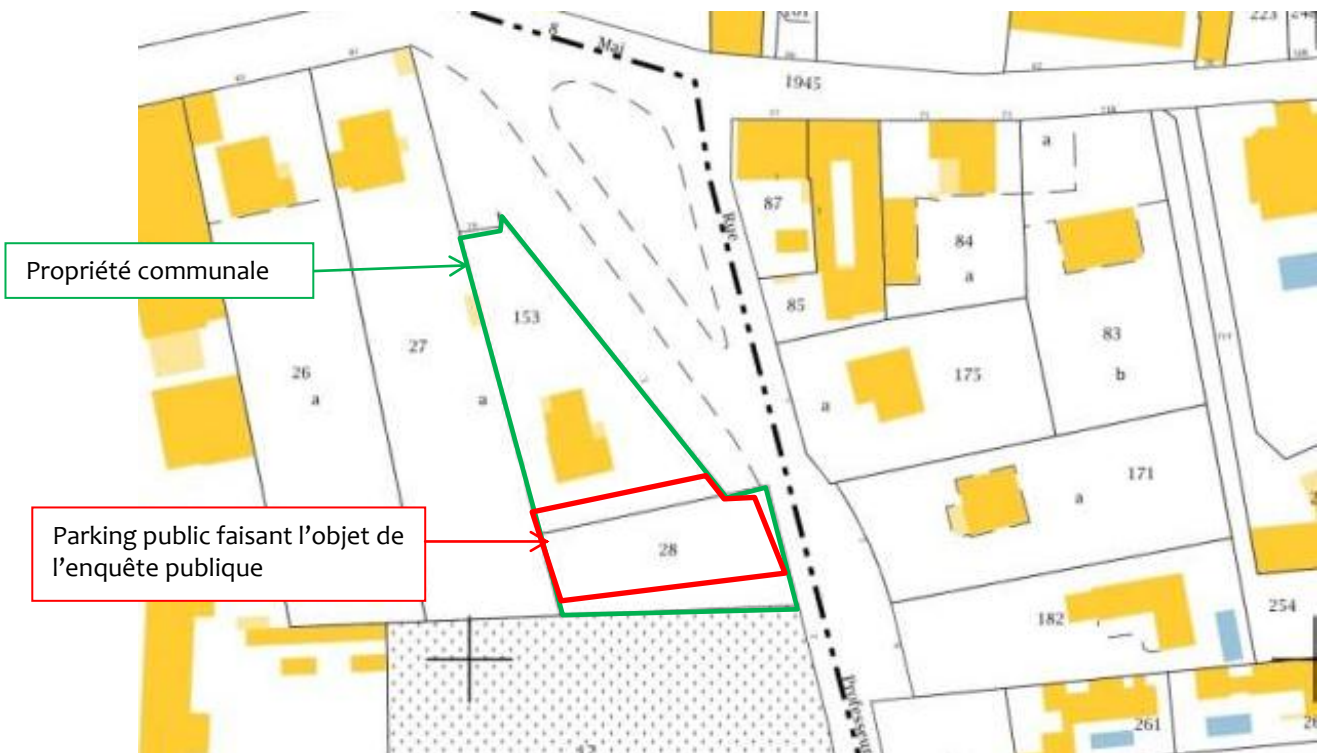 8 Mai
1945
223
a
87
Rue
84
a
Propriété communale
85
153
27
26
a
a
83
b
175
a
171
a
Parking public faisant l'objet de
l'enquête publique
28
182
254
261